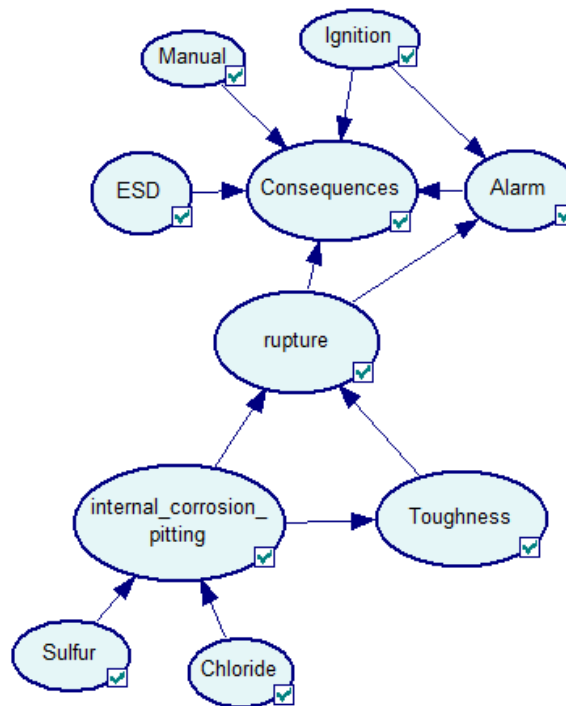 Ignition
Manual
ESD
Consequences
Alarm
rupture
internal_corrosion_
pitting
Toughness
Sulfur
Chloride